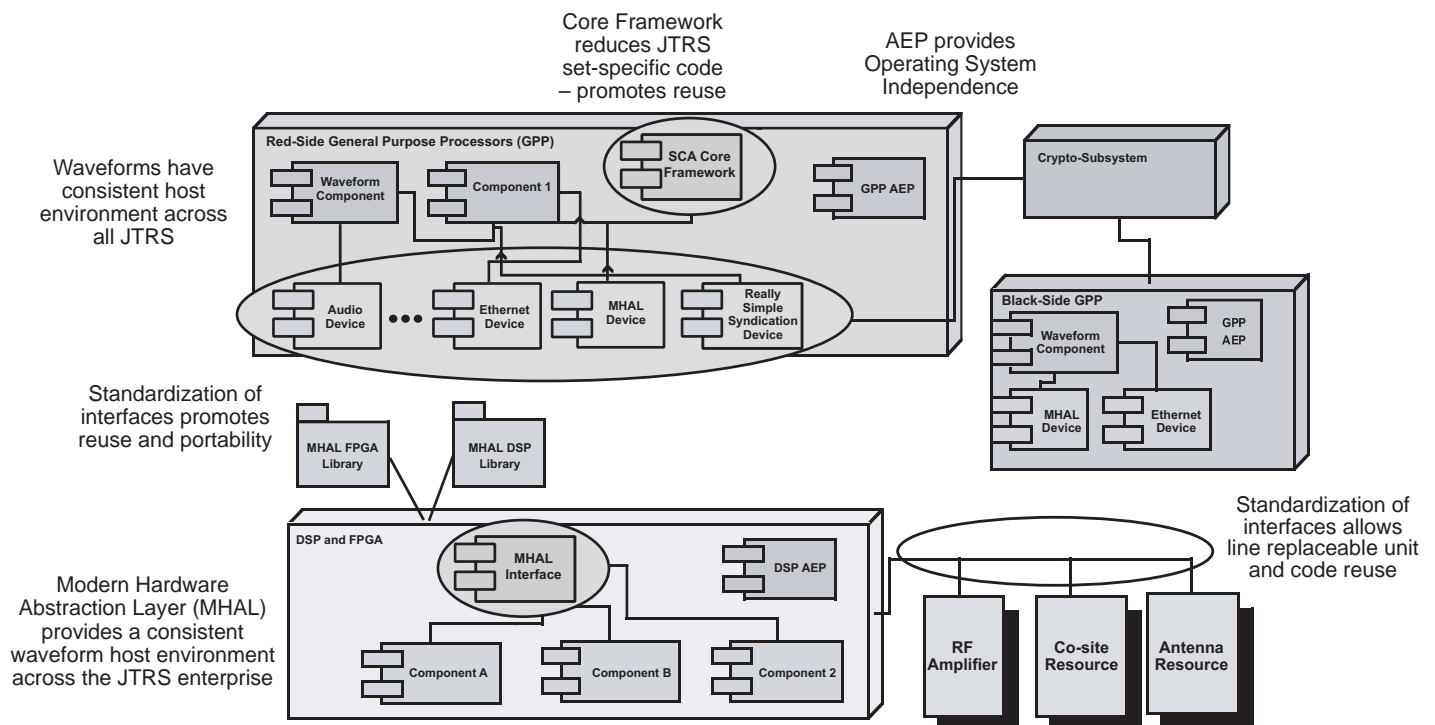 Core Framework
reduces JTRS
set-specific code
– promotes reuse
AEP provides
Operating System
Independence
Waveforms have
consistent host
environment across
all JTRS
Red-Side General Purpose Processors (GPP)
Waveform
Component
Component 1
SCA Core
Framework
GPP AEP
Audio
Device
Ethernet
Device
MHAL
Device
Really
Simple
Syndication
Device
Crypto-Subsystem
Black-Side GPP
Waveform
Component
GPP
AEP
MHAL
Device
Ethernet
Device
Standardization of
interfaces promotes
reuse and portability
MHAL FPGA
Library
MHAL DSP
Library
Modern Hardware
Abstraction Layer (MHAL)
provides a consistent
waveform host environment
across the JTRS enterprise
DSP and FPGA
MHAL
Interface
DSP AEP
Component A
Component B
Component 2
Standardization of
interfaces allows
line replaceable unit
and code reuse
RF
Amplifier
Co-site
Resource
Antenna
Resource